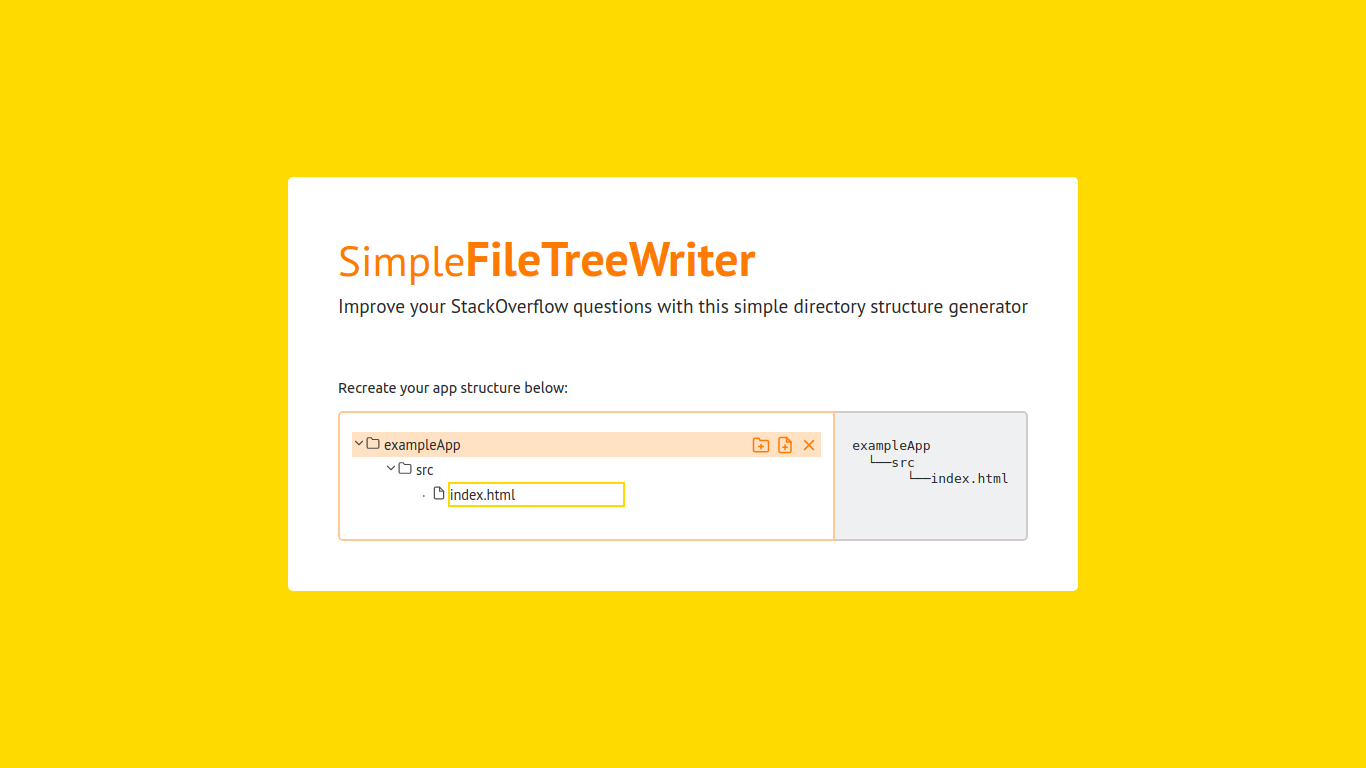 SimpleFileTreeWriter
Improve your StackOverflow questions with this simple directory structure generator
Recreate your app structure below:
exampleApp
src
index.html
exampleApp
└──src
└──index.html